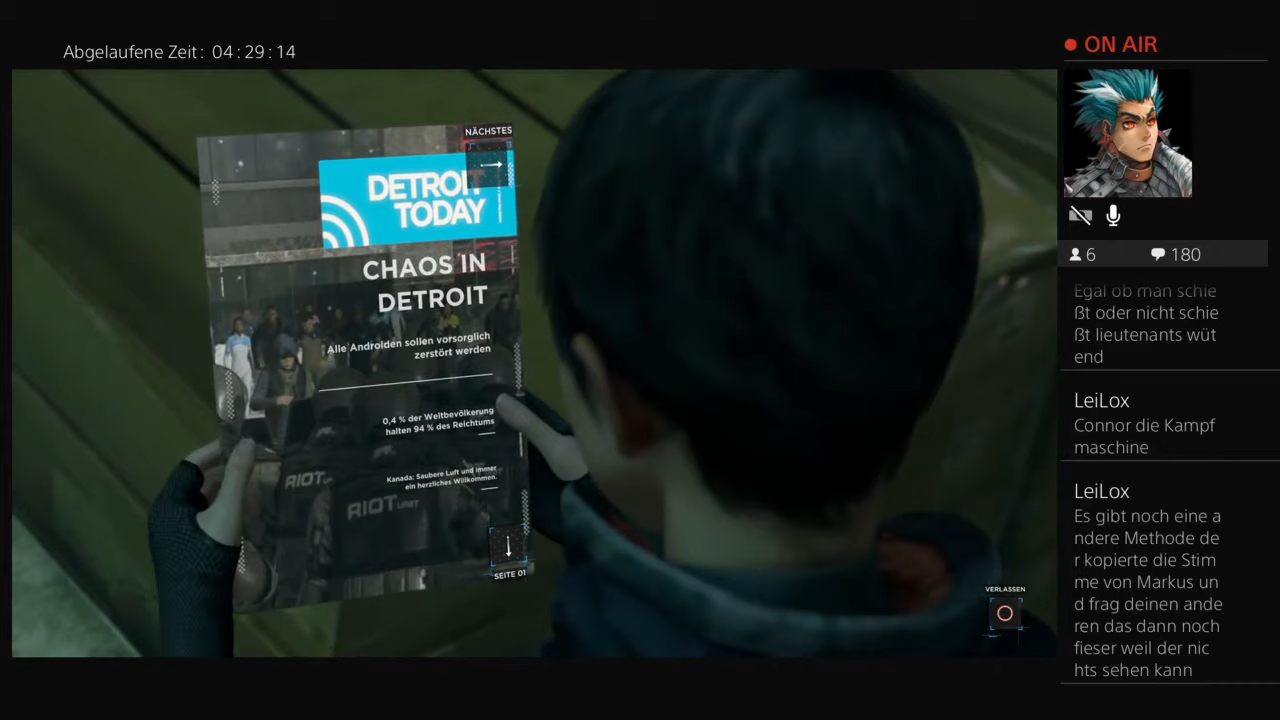 Abgelaufene Zeit: 04:29:14
ON AIR
NÄCHSTES
DETROIT
TODAY
CHAOS IN
DETROIT
Alle Androiden sollen vorsorglich
zerstört werden
0,4 % der Weltbevölkerung
halten 94 % des Reichtums
Kanada: Saubere Luft und immer
ein herzliches Willkommen.
RIOT
RIOT UNIT
SEITE 01
VERLASSEN
6
180
Egal ob man schie
ßt oder nicht schie
ßt lieutenants wüt
end
LeiLox
Connor die Kampf
maschine
LeiLox
Es gibt noch eine a
ndere Methode de
r kopierte die Stim
me von Markus un
d frag deinen ande
ren das dann noch
fieser weil der nic
hts sehen kann